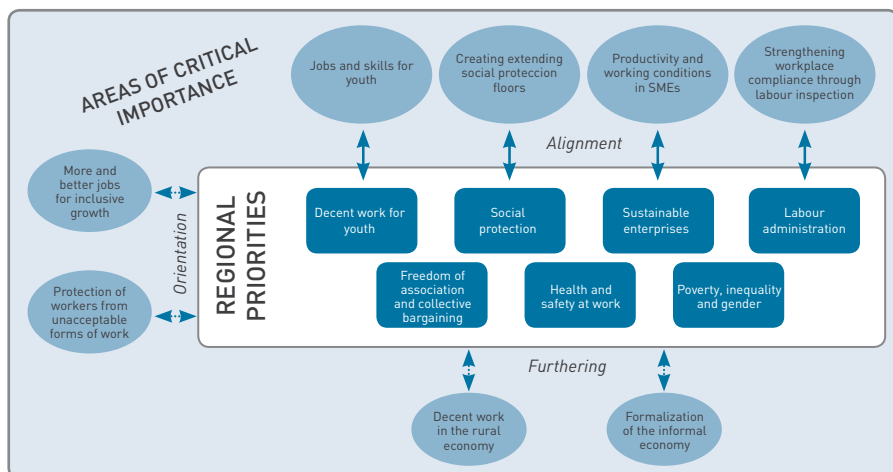 AREAS OF CRITICAL
IMPORTANCE
Jobs and skills for
youth
Creating extending
social proteccion
floors
Productivity and
working conditions
in SMEs
Strengthening
workplace
compliance through
labour inspection
Alignment
More and
better jobs
for inclusive
growth
Orientation
Protection of
workers from
unacceptable
forms of work
REGIONAL
PRIORITIES
Decent work for
youth
Social
protection
Sustainable
enterprises
Labour
administration
Freedom of
association
and collective
bargaining
Health and
safety at work
Poverty, inequality
and gender
Furthering
Decent work
in the rural
economy
Formalization
of the informal
economy